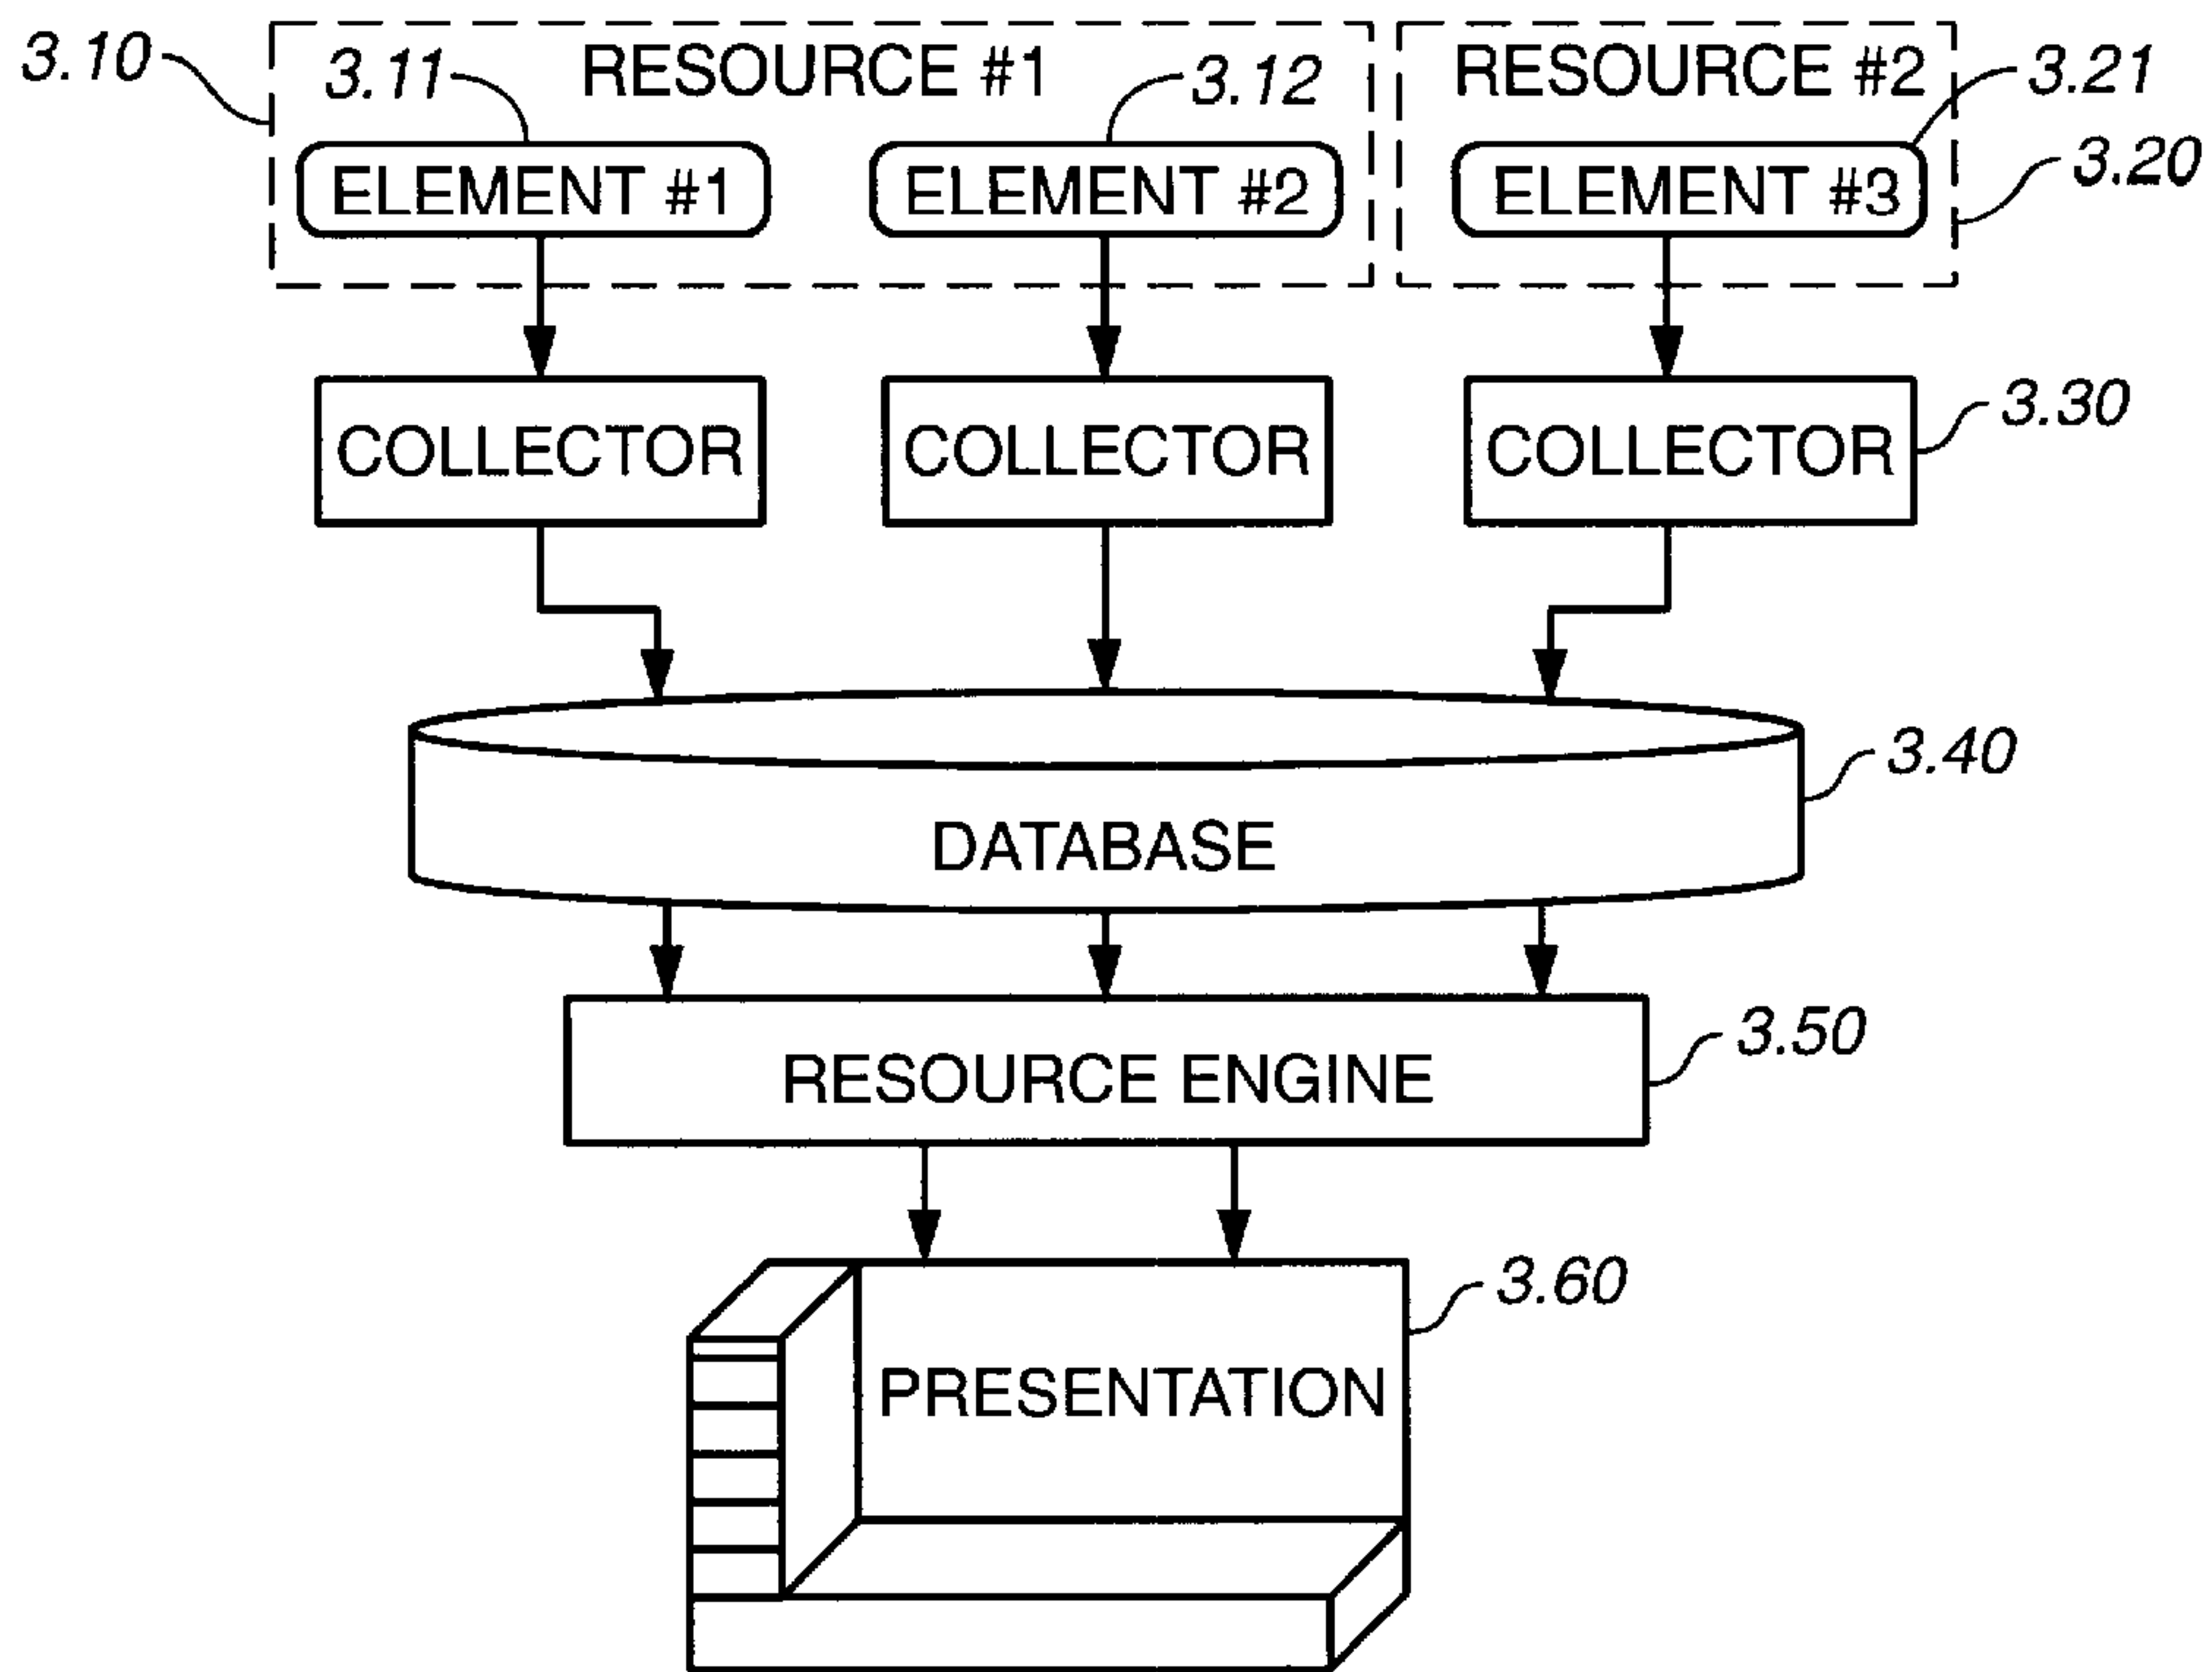 3.10
3.11
RESOURCE #1
3.12
RESOURCE #2
3.21
ELEMENT #1
ELEMENT #2
ELEMENT #3
3.20
COLLECTOR
COLLECTOR
COLLECTOR
3.30
DATABASE
3.40
RESOURCE ENGINE
3.50
PRESENTATION
3.60